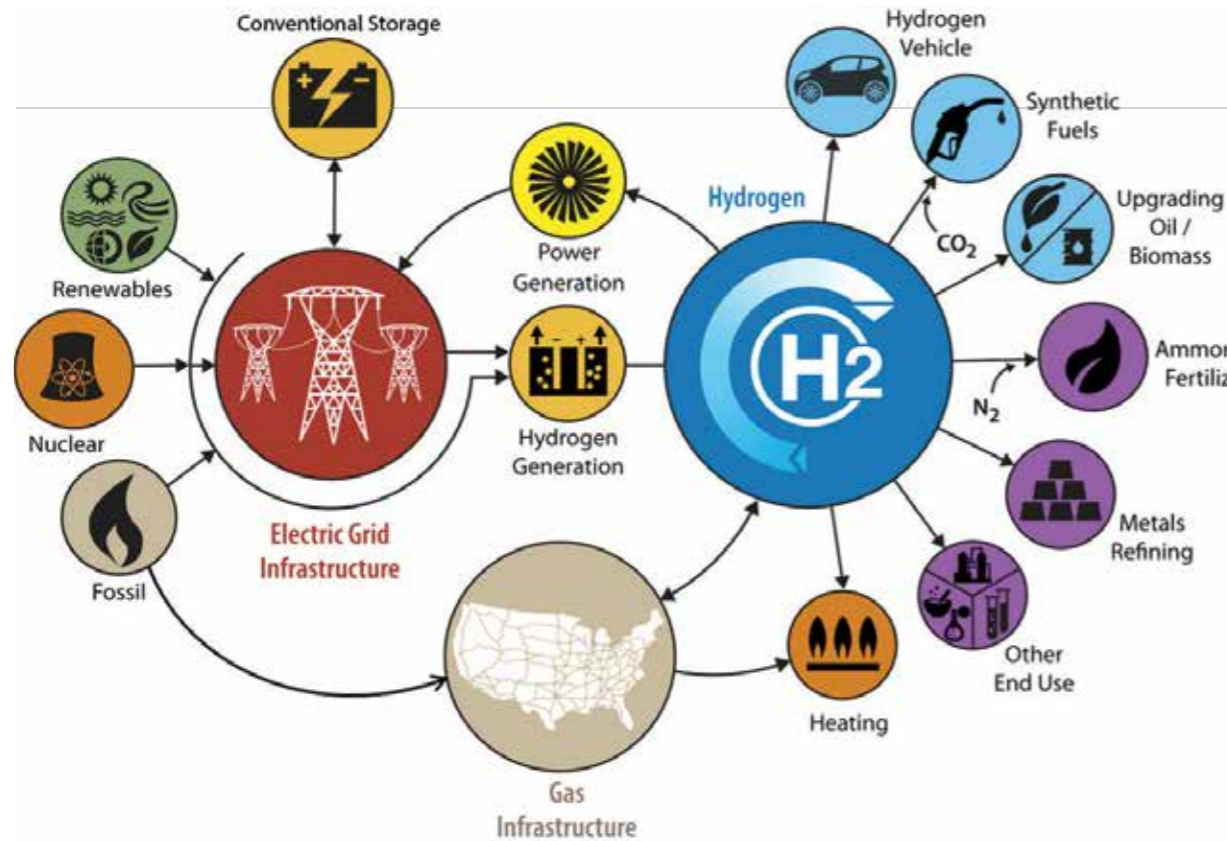 Conventional Storage
Hydrogen
Vehicle
Synthetic
Fuels
Renewables
Power
Generation
Hydrogen
CO2
Upgrading
Oil /
Biomass
H2
Nuclear
Hydrogen
Generation
N2
Fossil
Electric Grid
Infrastructure
Metals
Refining
Other
End Use
Heating
Gas
Infrastructure